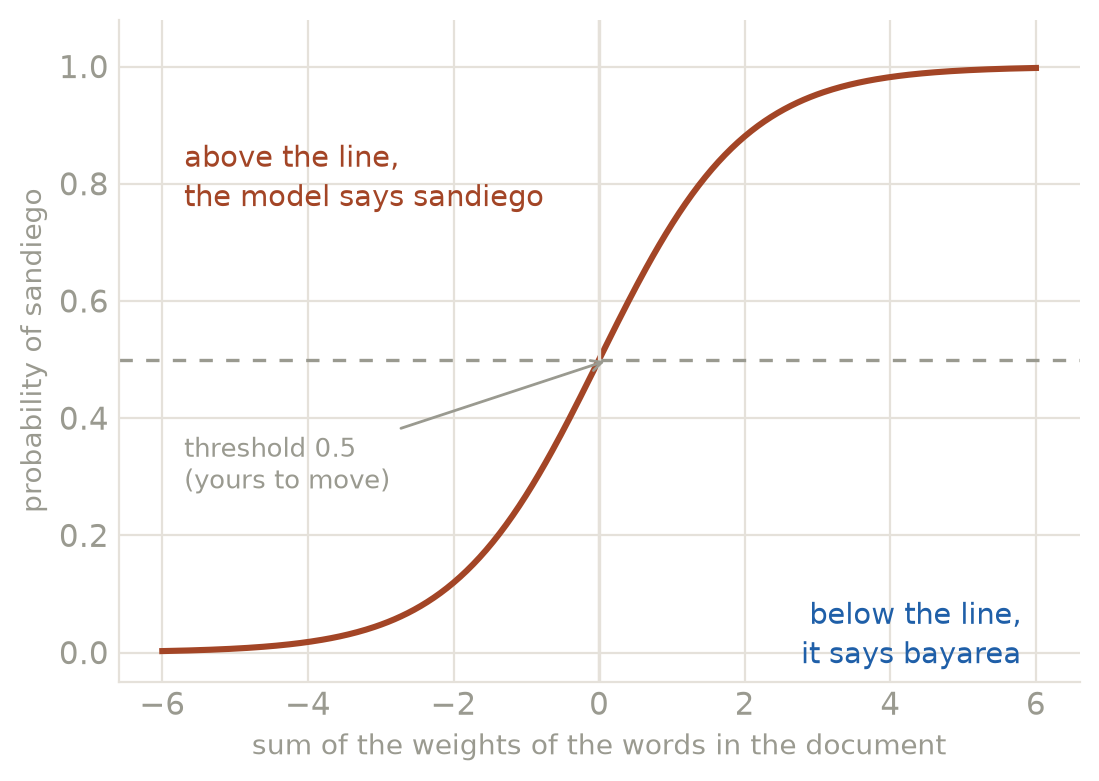 1.0
above the line,
0.8
the model says sandiego
0.6
probability of sandiego
0.4
threshold 0.5
(yours to move)
0.2
below the line,
0.0
it says bayarea
−6 −4 −2 0 2 4 6
sum of the weights of the words in the document